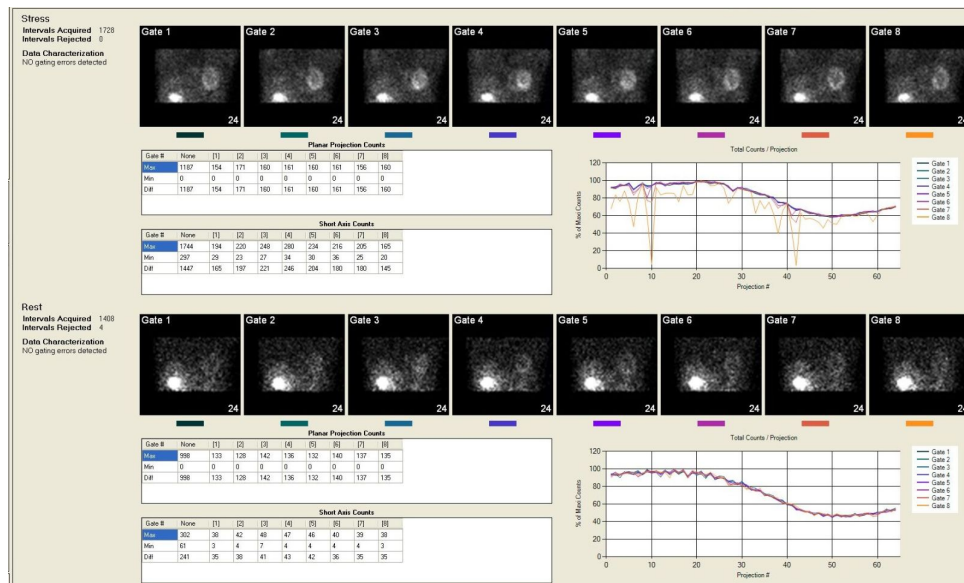 Stress
Intervals Acquired 1728
Intervals Rejected 0
Data Characterization
NO gating errors detected
Gate 1 Gate 2 Gate 3 Gate 4 Gate 5 Gate 6 Gate 7 Gate 8
24 24 24 24 24 24 24 24
Planar Projection Counts
Gate # None [1] [2] [3] [4] [5] [6] [7] [8]
Max 1187 154 171 160 161 160 161 156 160
Min 0 0 0 0 0 0 0 0 0
Diff 1187 154 171 160 161 160 161 156 160
Short Axis Counts
Gate # None [1] [2] [3] [4] [5] [6] [7] [8]
Max 1744 194 220 248 280 234 216 205 165
Min 297 29 23 27 34 30 36 25 20
Diff 1447 165 197 221 246 204 180 180 145
Total Counts / Projection
% of Maxi Counts
120
100
80
60
40
20
0
0 10 20 30 40 50 60
Projection #
Gate 1
Gate 2
Gate 3
Gate 4
Gate 5
Gate 6
Gate 7
Gate 8
Rest
Intervals Acquired 1408
Intervals Rejected 4
Data Characterization
NO gating errors detected
Gate 1 Gate 2 Gate 3 Gate 4 Gate 5 Gate 6 Gate 7 Gate 8
24 24 24 24 24 24 24 24
Planar Projection Counts
Gate # None [1] [2] [3] [4] [5] [6] [7] [8]
Max 998 133 128 142 136 132 140 137 135
Min 0 0 0 0 0 0 0 0 0
Diff 998 133 128 142 136 132 140 137 135
Short Axis Counts
Gate # None [1] [2] [3] [4] [5] [6] [7] [8]
Max 302 38 42 48 47 46 40 39 38
Min 61 3 4 7 4 4 4 4 3
Diff 241 35 38 41 43 42 36 35 35
Total Counts / Projection
% of Maxi Counts
120
100
80
60
40
20
0
0 10 20 30 40 50 60
Projection #
Gate 1
Gate 2
Gate 3
Gate 4
Gate 5
Gate 6
Gate 7
Gate 8